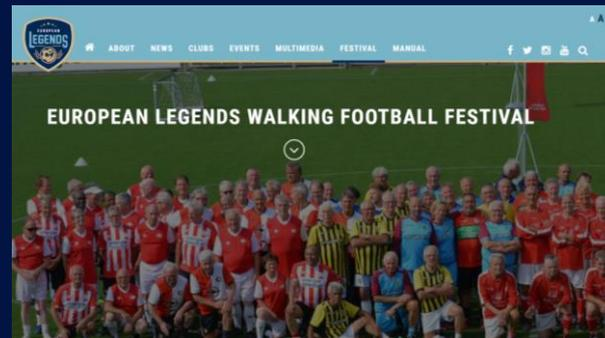 EUROPEAN
LEGENDS
ABOUT NEWS CLUBS EVENTS MULTIMEDIA FESTIVAL MANUAL
A A
EUROPEAN LEGENDS WALKING FOOTBALL FESTIVAL